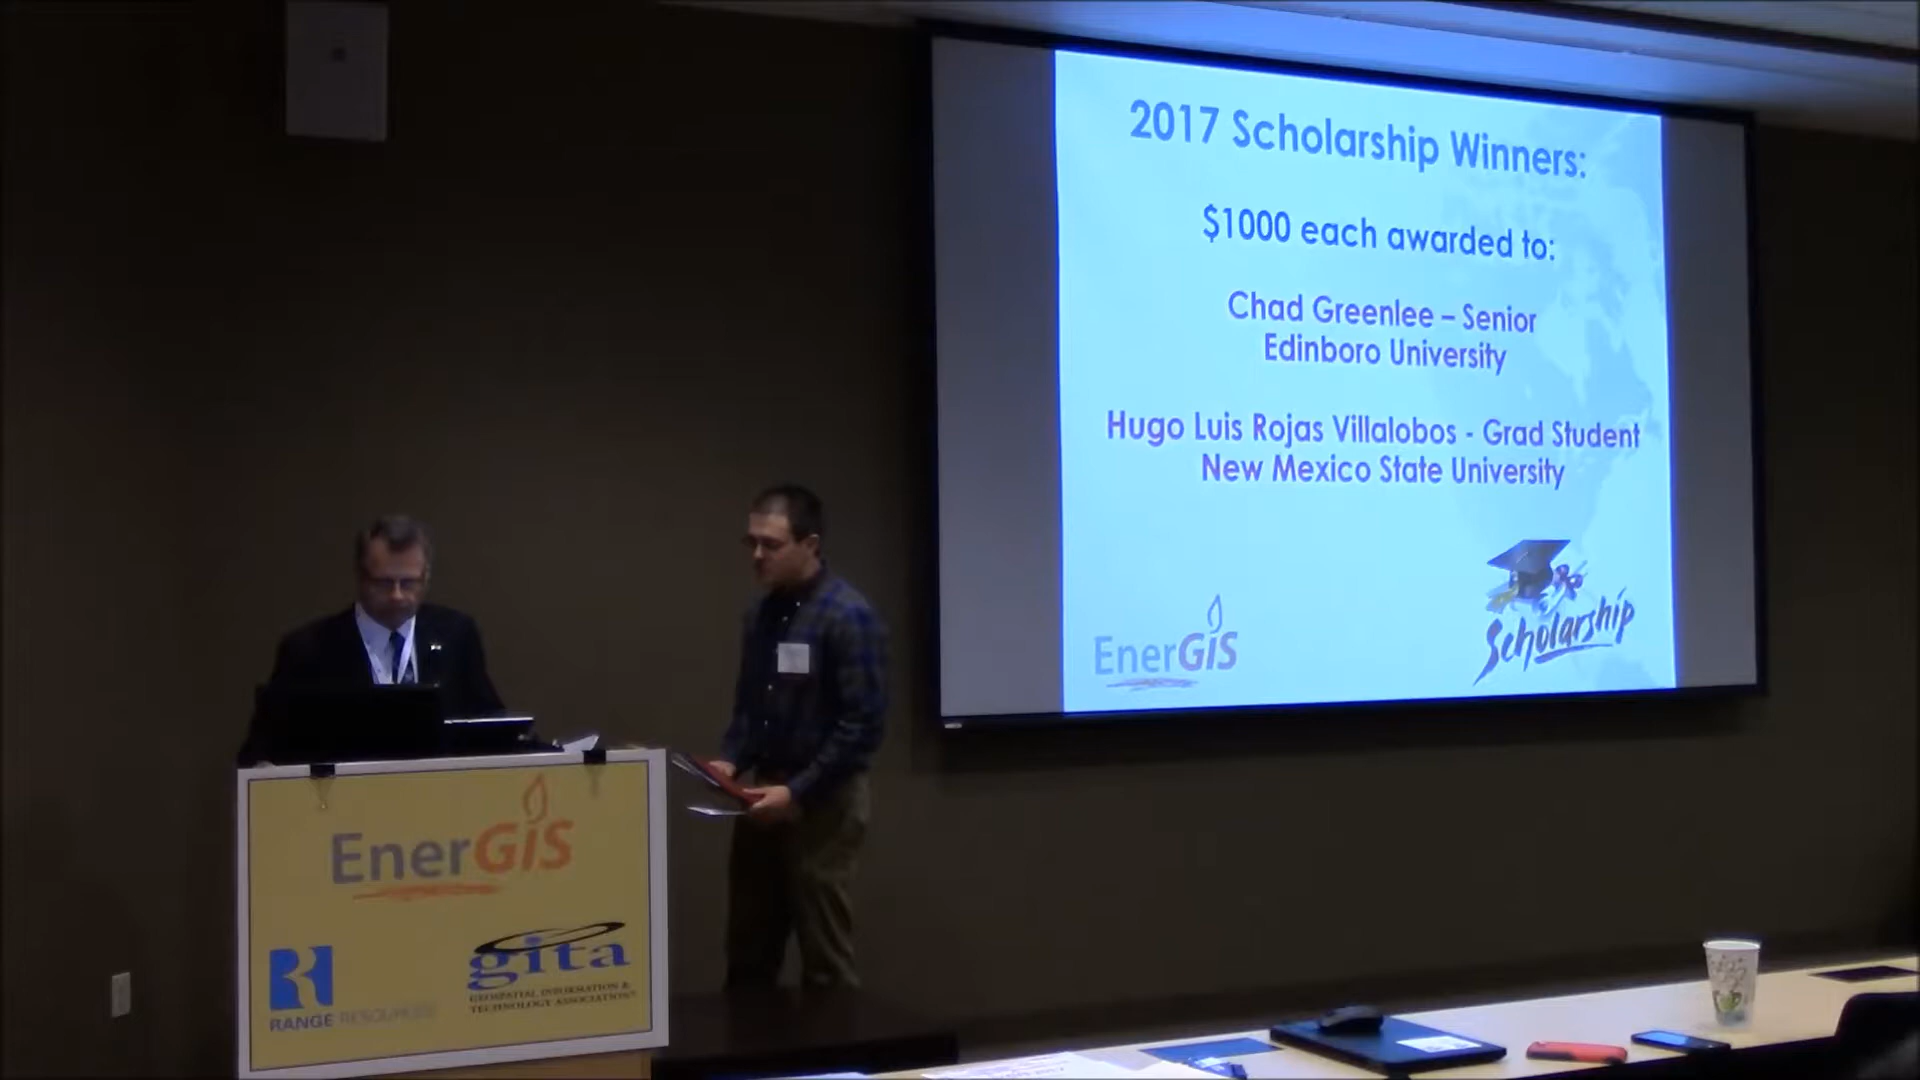 2017 Scholarship Winners:
$1000 each awarded to:
Chad Greenlee – Senior
Edinboro University
Hugo Luis Rojas Villalobos - Grad Student
New Mexico State University
EnerGIS
Scholarship
EnerGIS
RANGE RESOURCES
gita
GEOSPATIAL INFORMATION &
TECHNOLOGY ASSOCIATION